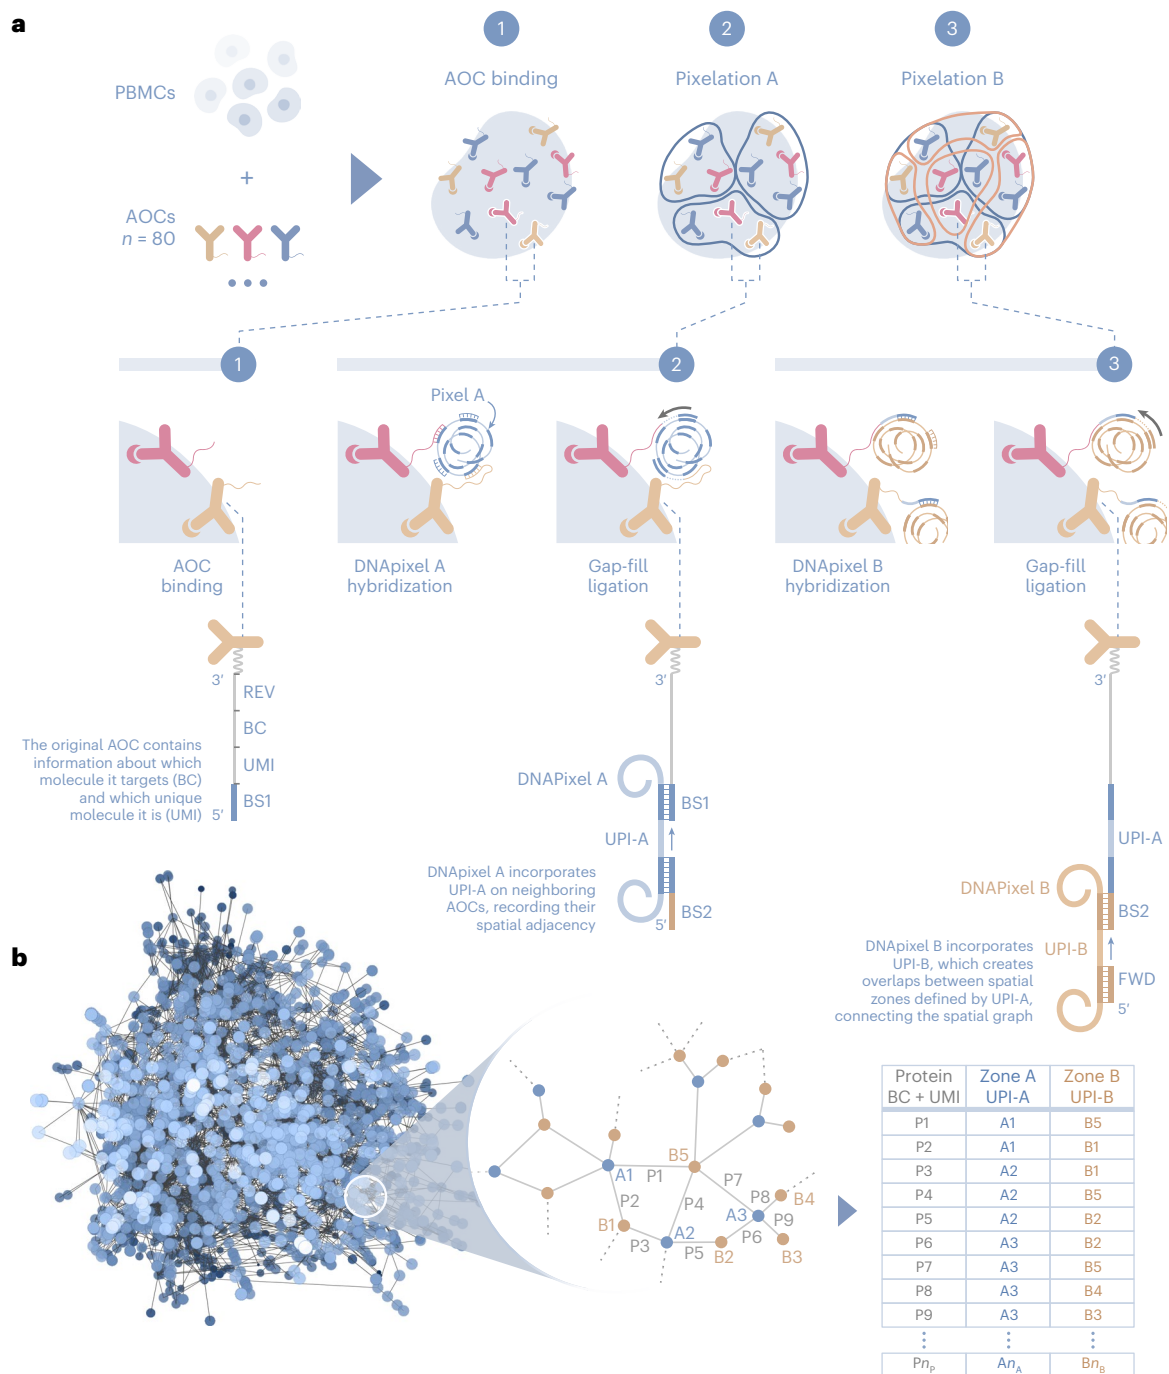 a
1
2
3
AOC binding
Pixelation A
Pixelation B
PBMCs
+
AOCs
n = 80
1
2
3
Pixel A
AOC
binding
DNApixel A
hybridization
Gap-fill
ligation
DNApixel B
hybridization
Gap-fill
ligation
3′
REV
BC
UMI
BS1
5′
The original AOC contains
information about which
molecule it targets (BC)
and which unique
molecule it is (UMI)
3′
DNAPixel A
BS1
UPI-A
BS2
5′
DNApixel A incorporates
UPI-A on neighboring
AOCs, recording their
spatial adjacency
3′
UPI-A
DNAPixel B
BS2
UPI-B
FWD
5′
DNApixel B incorporates
UPI-B, which creates
overlaps between spatial
zones defined by UPI-A,
connecting the spatial graph
b
B5
A1
P1
P7
P2
P4
P8
B4
B1
A3
P9
A2
P3
P5
P6
B2
B3
Protein Zone A Zone B
BC + UMI UPI-A UPI-B
P1 A1 B5
P2 A1 B1
P3 A2 B1
P4 A2 B5
P5 A2 B2
P6 A3 B2
P7 A3 B5
P8 A3 B4
P9 A3 B3
PnP AnA BnB